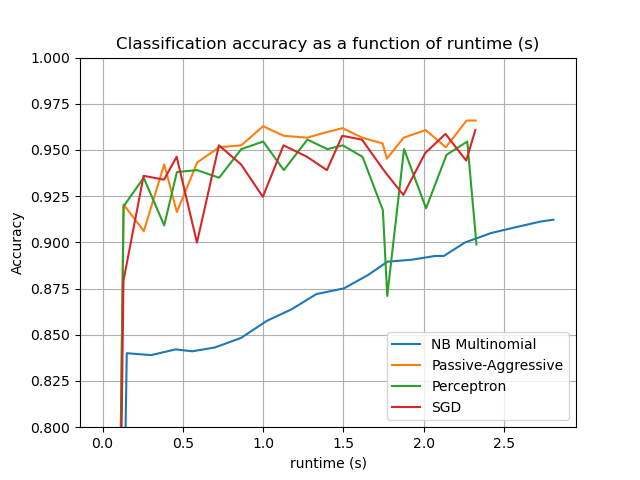 Classification accuracy as a function of runtime (s)
1.000
0.975
0.950
0.925
0.900
0.875
0.850
0.825
0.800
Accuracy
0.0 0.5 1.0 1.5 2.0 2.5
runtime (s)
NB Multinomial
Passive-Aggressive
Perceptron
SGD